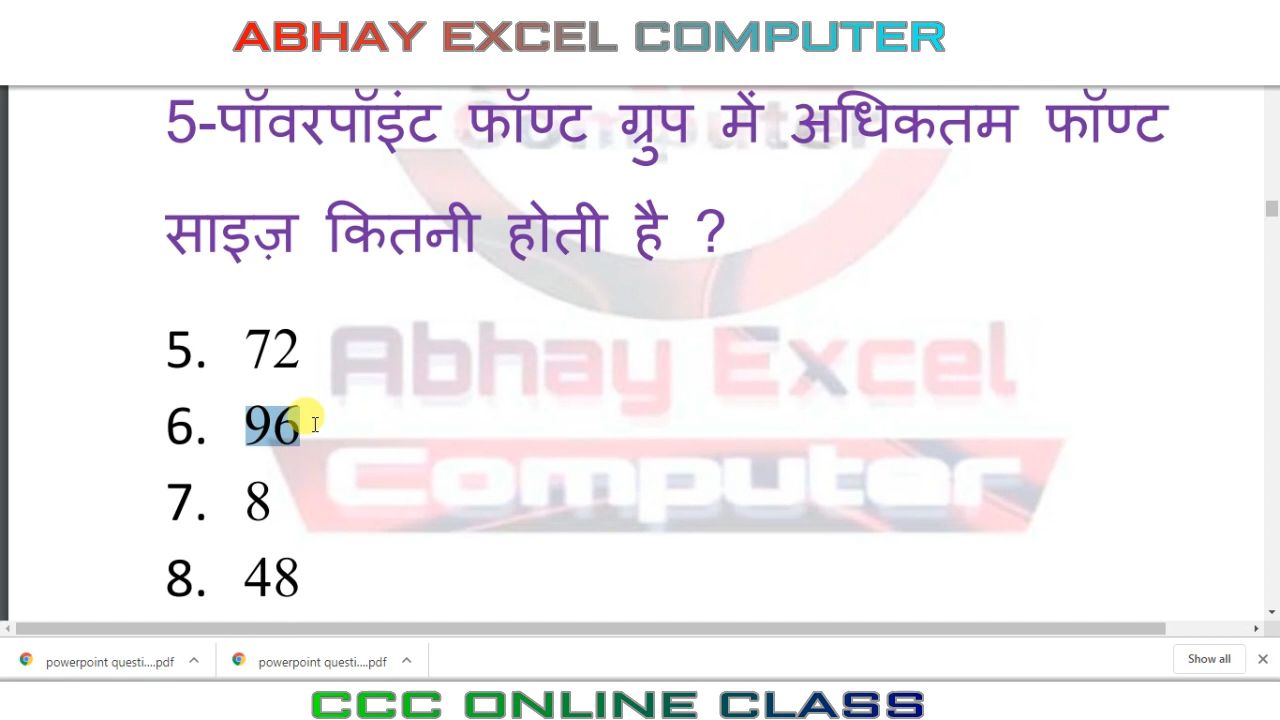 ABHAY EXCEL COMPUTER
5-पॉवरपॉइंट फॉण्ट ग्रुप में अधिकतम फॉण्ट
साइज़ कितनी होती है ?
5. 72
Abhay Excel
6. 96
Computer
7. 8
8. 48
powerpoint questi....pdf powerpoint questi....pdf Show all
CCC ONLINE CLASS